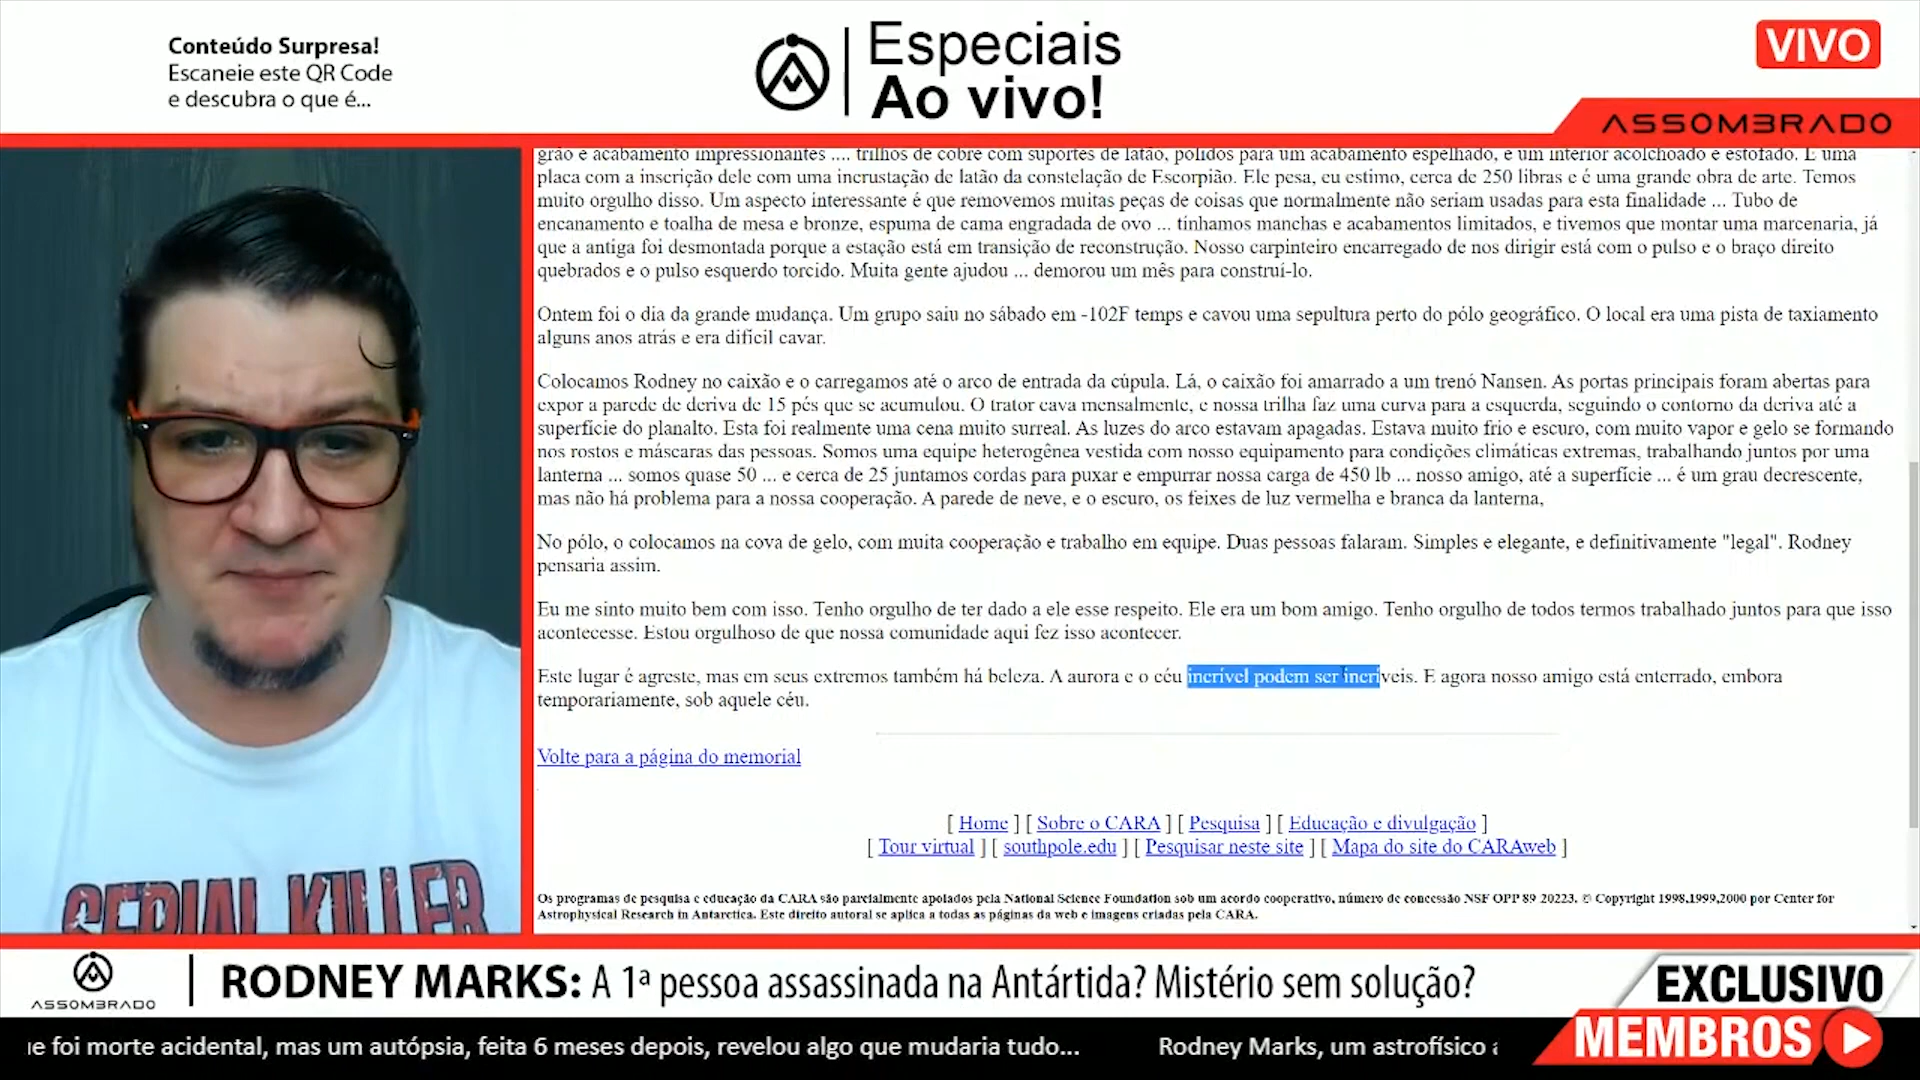 Conteúdo Surpresa!
Escaneie este QR Code
e descubra o que é...
Especiais
Ao vivo!
VIVO
ASSOMBRADO
grão e acabamento impressionantes .... trilhos de cobre com suportes de latão, polidos para um acabamento espelhado, e um interior acolchoado e estofado. E uma
placa com a inscrição dele com uma incrustação de latão da constelação de Escorpião. Ele pesa, eu estimo, cerca de 250 libras e é uma grande obra de arte. Temos
muito orgulho disso. Um aspecto interessante é que removemos muitas peças de coisas que normalmente não seriam usadas para esta finalidade ... Tubo de
encanamento e toalha de mesa e bronze, espuma de cama engradada de ovo ... tínhamos manchas e acabamentos limitados, e tivemos que montar uma marcenaria, já
que a antiga foi desmontada porque a estação está em transição de reconstrução. Nosso carpinteiro encarregado de nos dirigir está com o pulso e o braço direito
quebrados e o pulso esquerdo torcido. Muita gente ajudou ... demorou um mês para construí-lo.
Ontem foi o dia da grande mudança. Um grupo saiu no sábado em -102F temps e cavou uma sepultura perto do pólo geográfico. O local era uma pista de taxiamento
alguns anos atrás e era difícil cavar.
Colocamos Rodney no caixão e o carregamos até o arco de entrada da cúpula. Lá, o caixão foi amarrado a um trenó Nansen. As portas principais foram abertas para
expor a parede de deriva de 15 pés que se acumulou. O trator cava mensalmente, e nossa trilha faz uma curva para a esquerda, seguindo o contorno da deriva até a
superfície do planalto. Esta foi realmente uma cena muito surreal. As luzes do arco estavam apagadas. Estava muito frio e escuro, com muito vapor e gelo se formando
nos rostos e máscaras das pessoas. Somos uma equipe heterogênea vestida com nosso equipamento para condições climáticas extremas, trabalhando juntos por uma
lanterna ... somos quase 50 ... e cerca de 25 juntamos cordas para puxar e empurrar nossa carga de 450 lb ... nosso amigo, até a superfície ... é um grau decrescente,
mas não há problema para a nossa cooperação. A parede de neve, e o escuro, os feixes de luz vermelha e branca da lanterna,
No pólo, o colocamos na cova de gelo, com muita cooperação e trabalho em equipe. Duas pessoas falaram. Simples e elegante, e definitivamente "legal". Rodney
pensaria assim.
Eu me sinto muito bem com isso. Tenho orgulho de ter dado a ele esse respeito. Ele era um bom amigo. Tenho orgulho de todos termos trabalhado juntos para que isso
acontecesse. Estou orgulhoso de que nossa comunidade aqui fez isso acontecer.
Este lugar é agreste, mas em seus extremos também há beleza. A aurora e o céu incrível podem ser incríveis. E agora nosso amigo está enterrado, embora
temporariamente, sob aquele céu.
Volte para a página do memorial
[ Home ] [ Sobre o CARA ] [ Pesquisa ] [ Educação e divulgação ]
[ Tour virtual ] [ southpole.edu ] [ Pesquisar neste site ] [ Mapa do site do CARAweb ]
Os programas de pesquisa e educação da CARA são parcialmente apoiados pela National Science Foundation sob um acordo cooperativo, número de concessão NSF OPP 89 20223. © Copyright 1998,1999,2000 por Center for
Astrophysical Research in Antarctica. Este direito autoral se aplica a todas as páginas da web e imagens criadas pela CARA.
SERIAL KILLER
ASSOMBRADO
RODNEY MARKS: A 1ª pessoa assassinada na Antártida? Mistério sem solução?
EXCLUSIVO
MEMBROS
foi morte acidental, mas um autópsia, feita 6 meses depois, revelou algo que mudaria tudo... Rodney Marks, um astrofísico